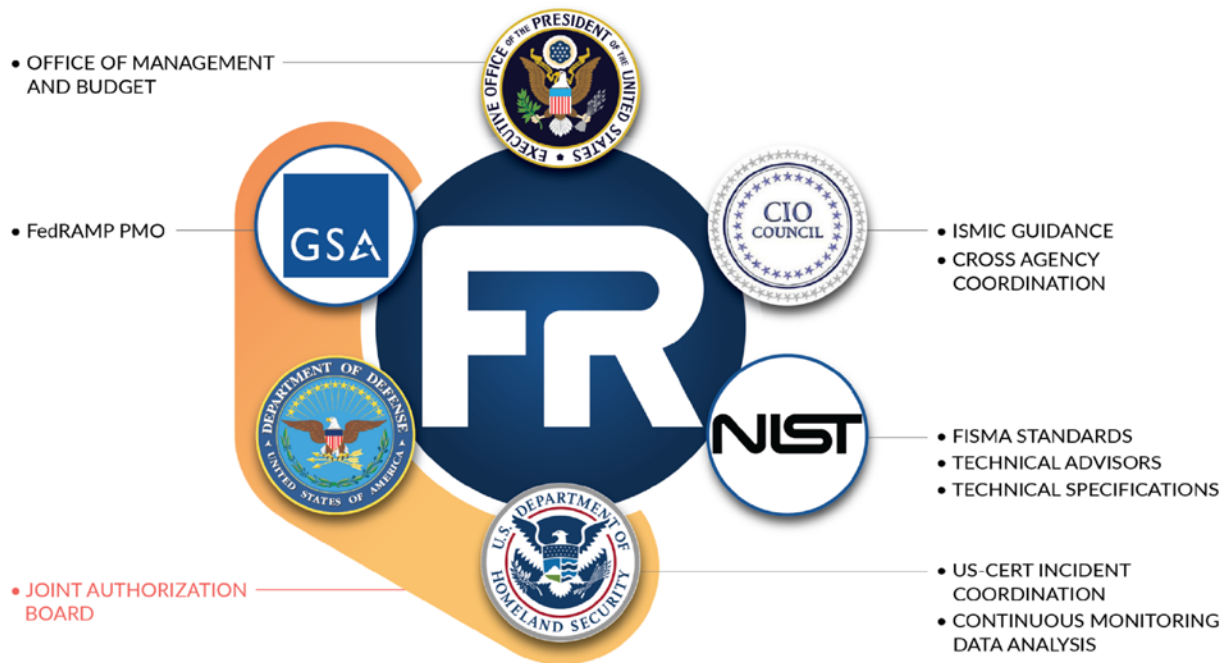 • OFFICE OF MANAGEMENT
AND BUDGET
EXECUTIVE OFFICE OF THE PRESIDENT OF THE UNITED STATES
GSA
• FedRAMP PMO
CIO
COUNCIL
• ISMIC GUIDANCE
• CROSS AGENCY
COORDINATION
FR
DEPARTMENT OF DEFENSE
UNITED STATES OF AMERICA
NIST
• FISMA STANDARDS
• TECHNICAL ADVISORS
• TECHNICAL SPECIFICATIONS
U.S. DEPARTMENT OF
HOMELAND SECURITY
• US-CERT INCIDENT
COORDINATION
• CONTINUOUS MONITORING
DATA ANALYSIS
• JOINT AUTHORIZATION
BOARD